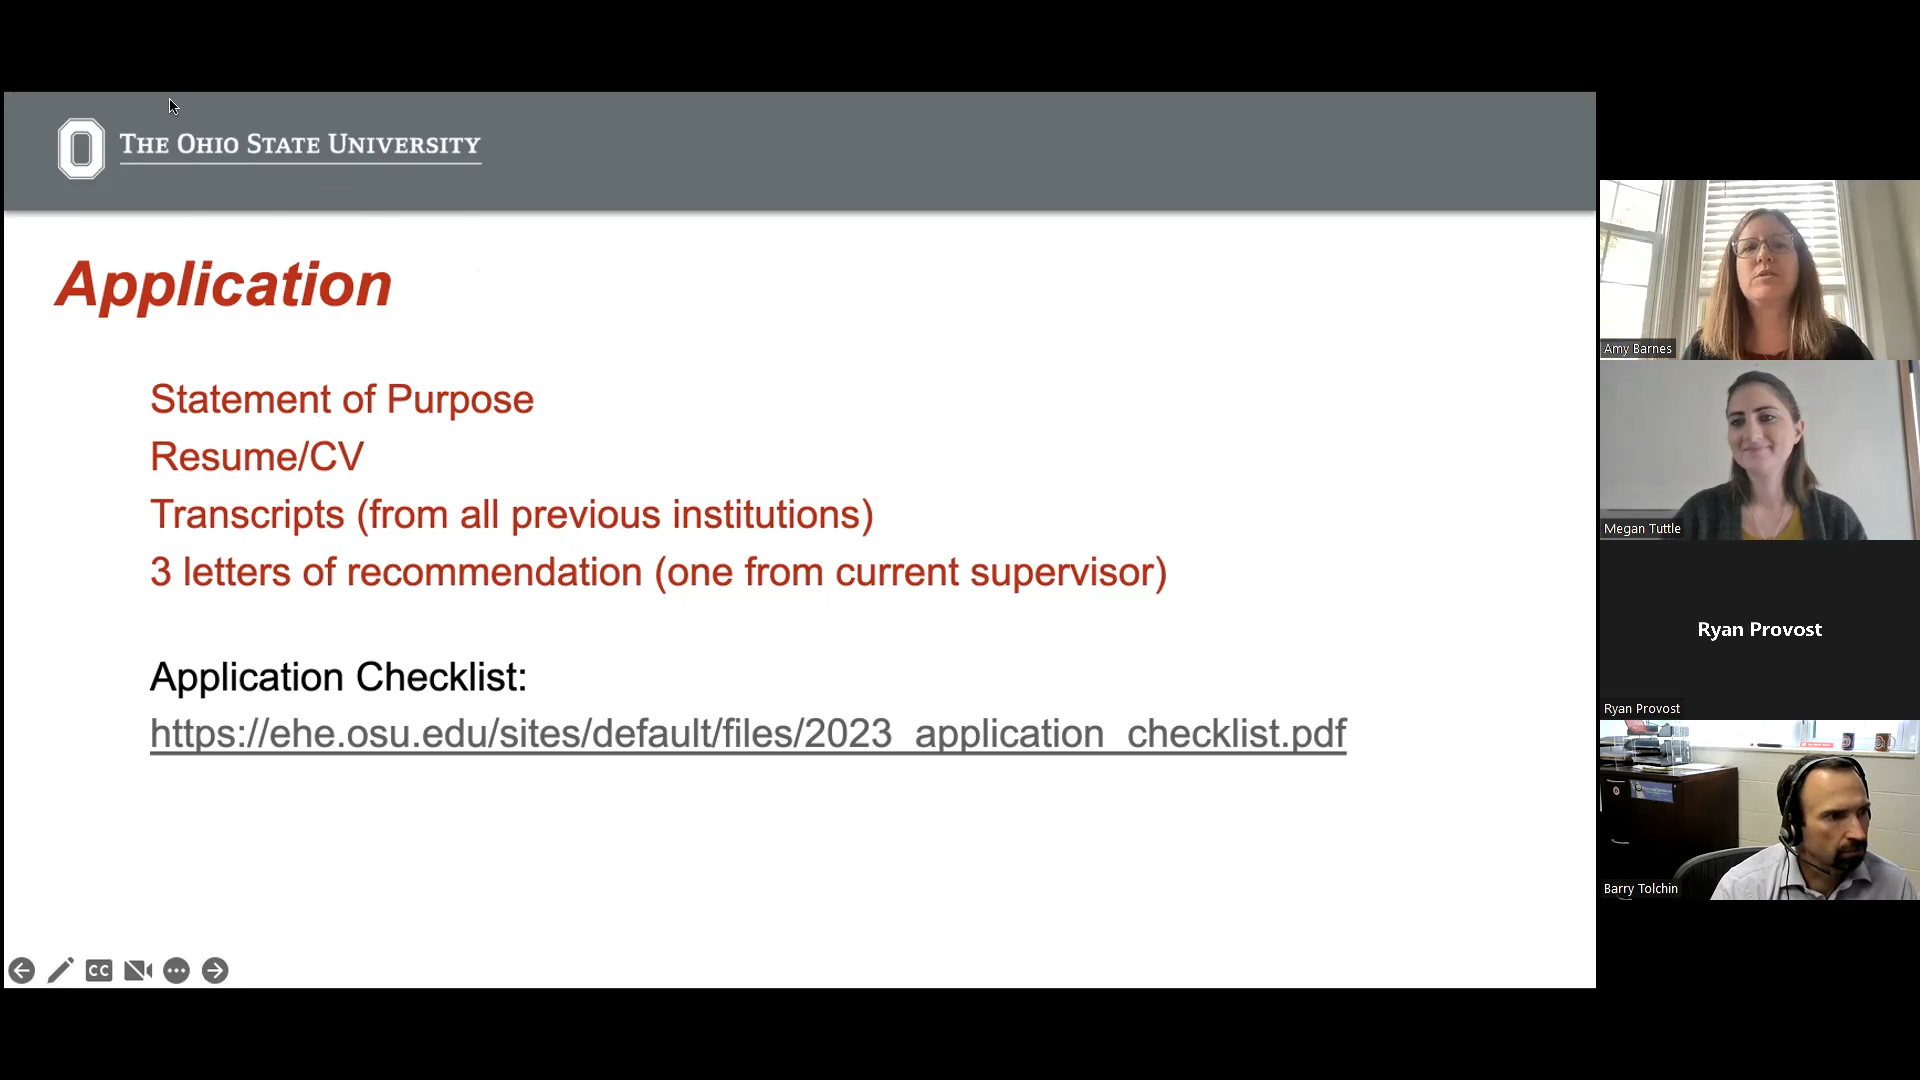 THE OHIO STATE UNIVERSITY
Application
Statement of Purpose
Resume/CV
Transcripts (from all previous institutions)
3 letters of recommendation (one from current supervisor)
Application Checklist:
https://ehe.osu.edu/sites/default/files/2023_application_checklist.pdf
CC
Amy Barnes
Megan Tuttle
Ryan Provost
Ryan Provost
Barry Tolchin